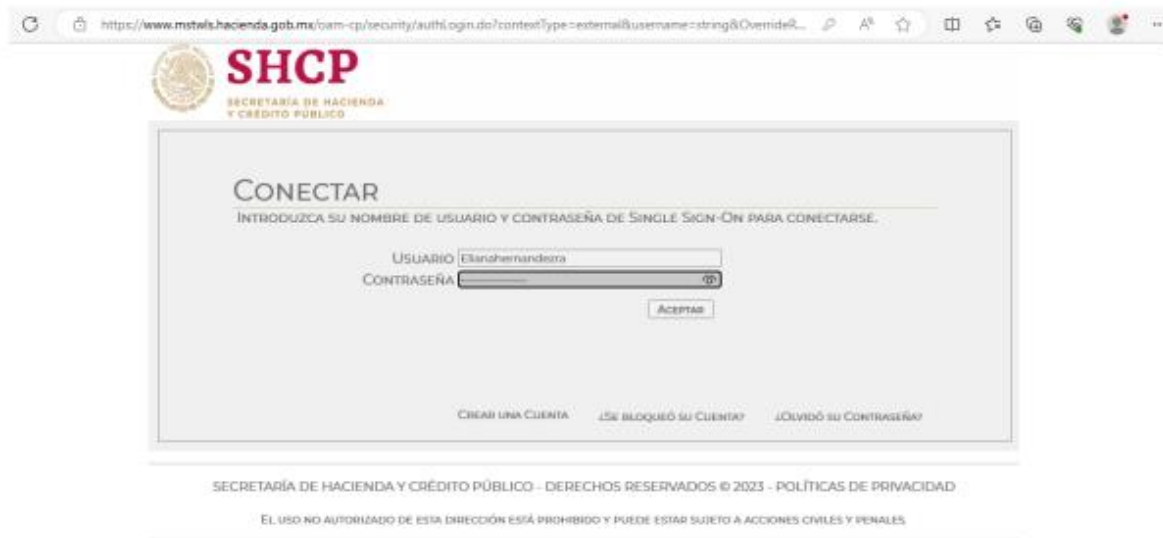 https://www.mstwls.hacienda.gob.mx/oam-cp/security/authLogin.do?contextType=external&username=string&OverrideR...
SHCP
SECRETARÍA DE HACIENDA
Y CRÉDITO PÚBLICO
CONECTAR
INTRODUZCA SU NOMBRE DE USUARIO Y CONTRASEÑA DE SINGLE SIGN-ON PARA CONECTARSE.
USUARIO Elianahernandezra
CONTRASEÑA
ACEPTAR
CREAR UNA CUENTA ¿SE BLOQUEÓ SU CUENTA? ¿OLVIDÓ SU CONTRASEÑA?
SECRETARÍA DE HACIENDA Y CRÉDITO PÚBLICO - DERECHOS RESERVADOS © 2023 - POLÍTICAS DE PRIVACIDAD
EL USO NO AUTORIZADO DE ESTA DIRECCIÓN ESTÁ PROHIBIDO Y PUEDE ESTAR SUJETO A ACCIONES CIVILES Y PENALES.